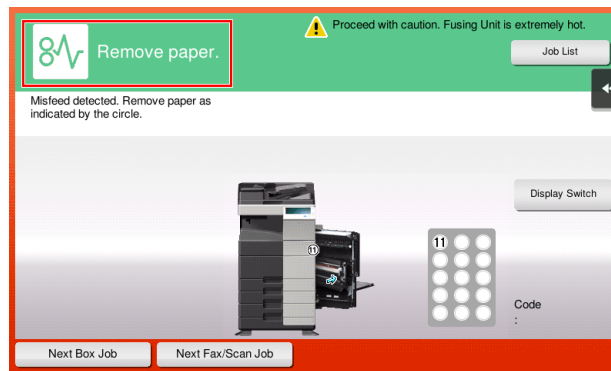 Proceed with caution. Fusing Unit is extremely hot.
Remove paper.
Job List
Misfeed detected. Remove paper as
indicated by the circle.
Display Switch
11
11
Code
:
Next Box Job
Next Fax/Scan Job